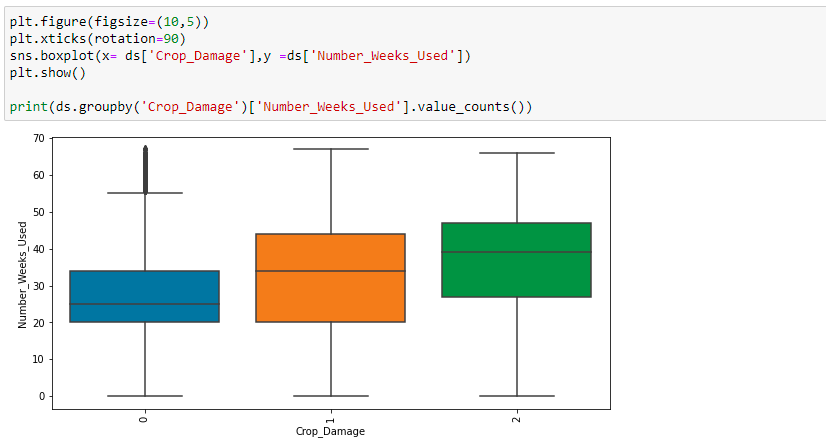 plt.figure(figsize=(10,5))
plt.xticks(rotation=90)
sns.boxplot(x= ds['Crop_Damage'],y =ds['Number_Weeks_Used'])
plt.show()
print(ds.groupby('Crop_Damage')['Number_Weeks_Used'].value_counts())
70
60
50
40
30
20
10
0
Number_Weeks_Used
0
1
2
Crop_Damage